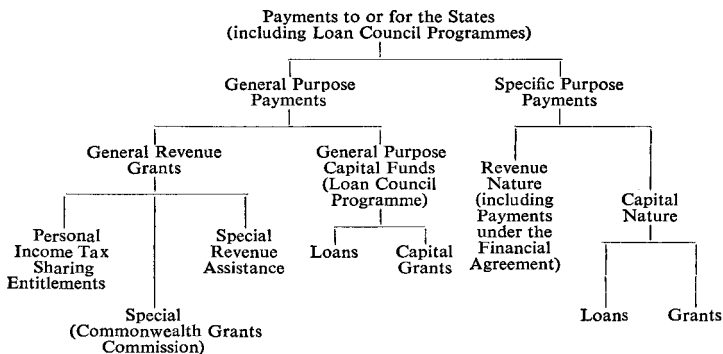 Payments to or for the States
(including Loan Council Programmes)
General Purpose
Payments
Specific Purpose
Payments
General Revenue
Grants
General Purpose
Capital Funds
(Loan Council
Programme)
Revenue
Nature
(including
Payments
under the
Financial
Agreement)
Capital
Nature
Personal
Income Tax
Sharing
Entitlements
Special
(Commonwealth Grants
Commission)
Special
Revenue
Assistance
Loans
Capital
Grants
Loans
Grants